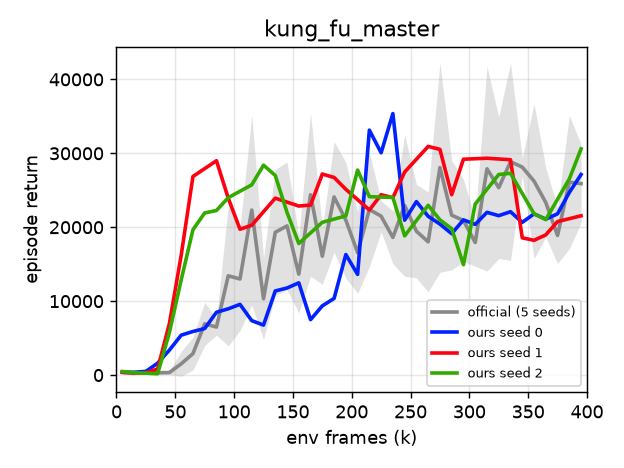 kung_fu_master
episode return
40000
30000
20000
10000
0
0 50 100 150 200 250 300 350 400
env frames (k)
official (5 seeds)
ours seed 0
ours seed 1
ours seed 2